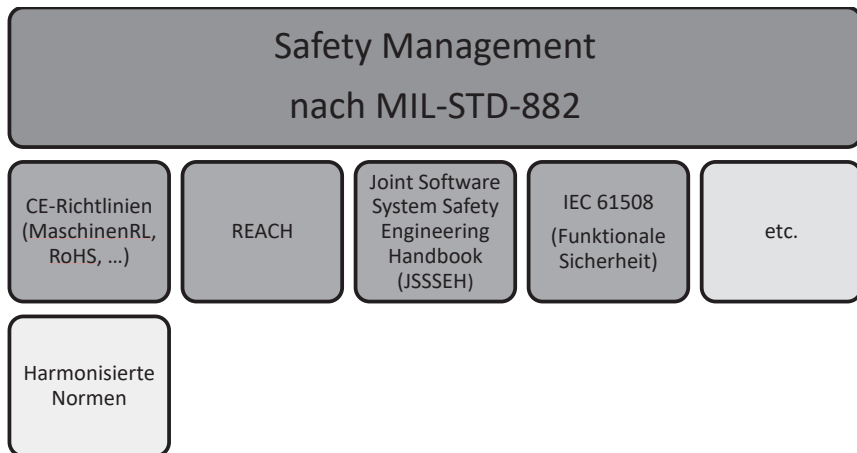 Safety Management
nach MIL-STD-882
CE-Richtlinien
(MaschinenRL,
RoHS, ...)
REACH
Joint Software
System Safety
Engineering
Handbook
(JSSSEH)
IEC 61508
(Funktionale
Sicherheit)
etc.
Harmonisierte
Normen